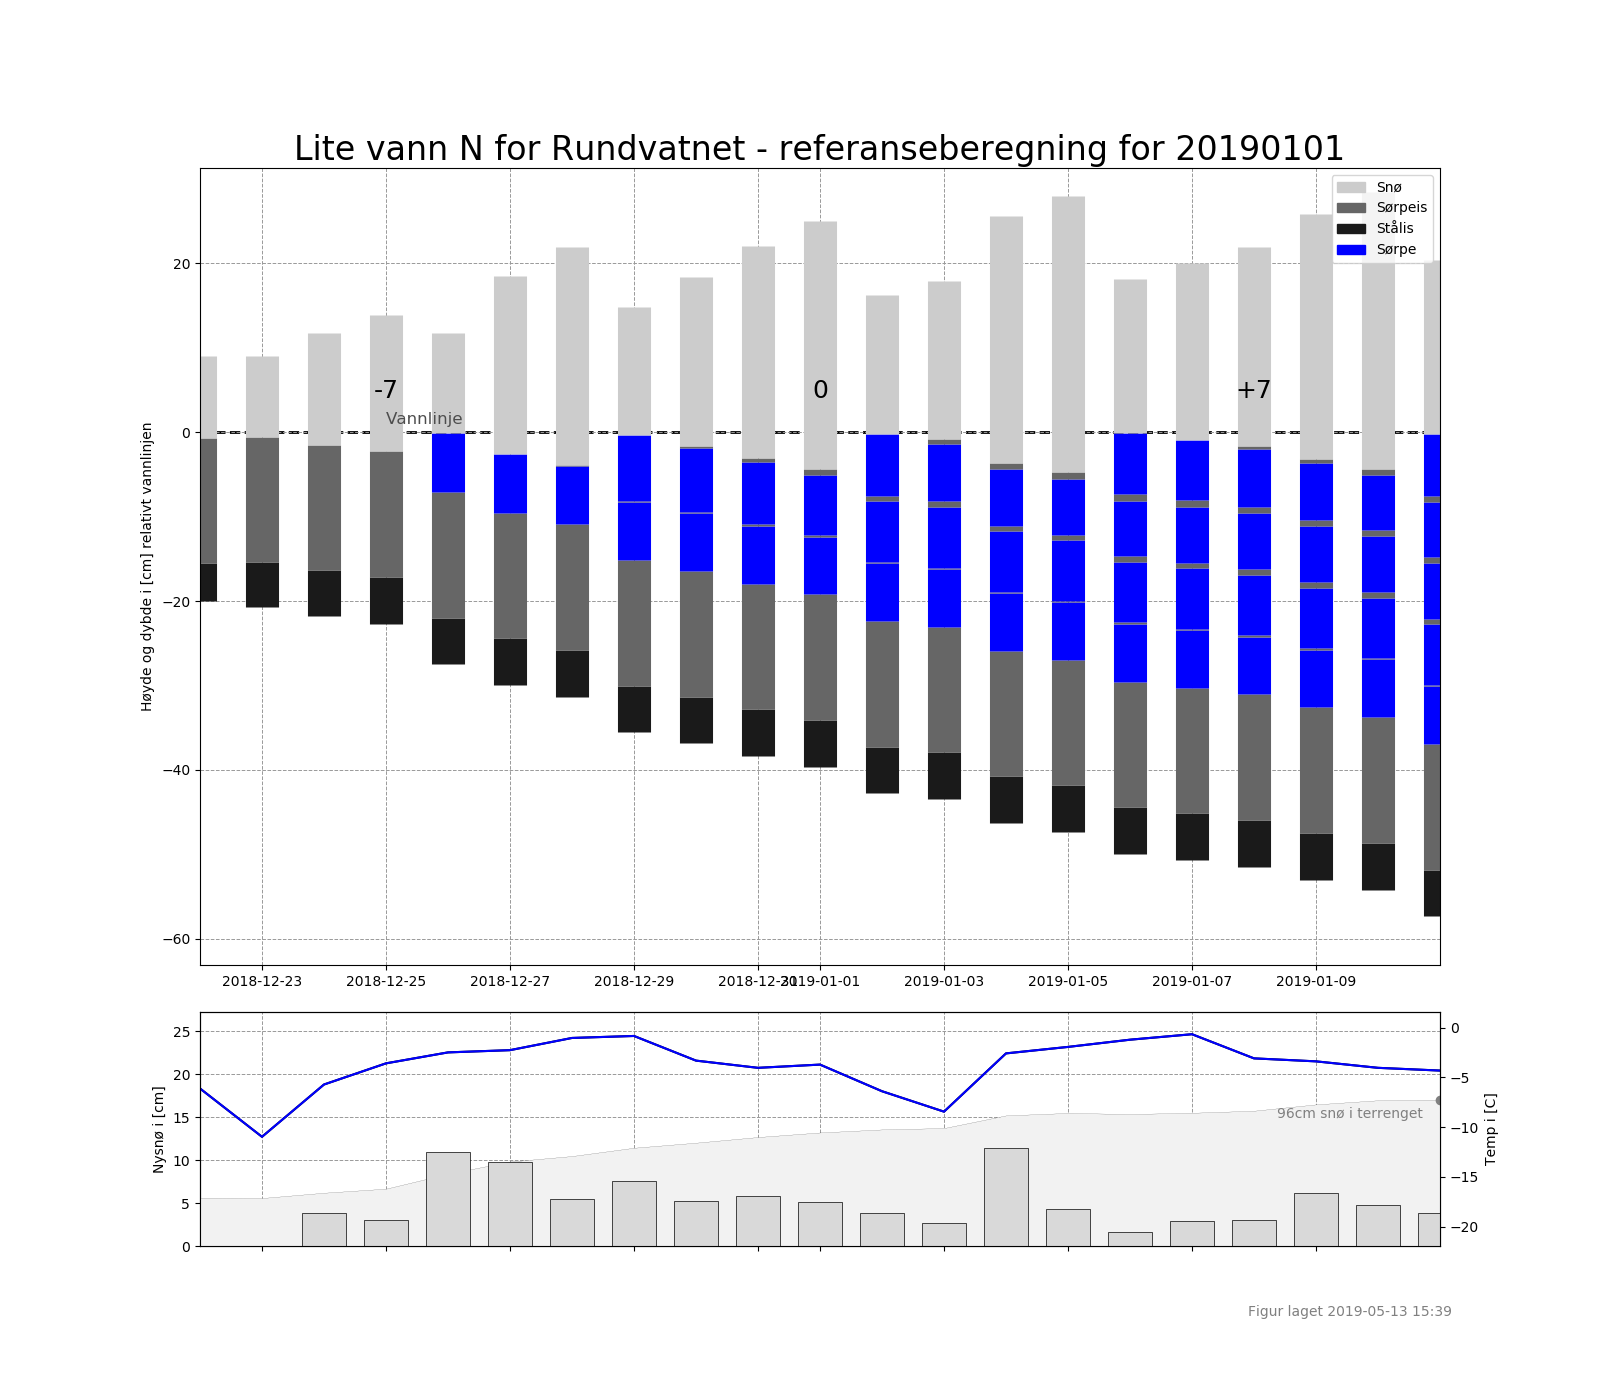 Lite vann N for Rundvatnet - referanseberegning for 20190101
Snø
Sørpeis
Stålis
Sørpe
Høyde og dybde i [cm] relativt vannlinjen
20
0
−20
−40
−60
-7
0
+7
Vannlinje
2018-12-23
2018-12-25
2018-12-27
2018-12-29
2018-12-31
2019-01-01
2019-01-03
2019-01-05
2019-01-07
2019-01-09
Nysnø i [cm]
25
20
15
10
5
0
96cm snø i terrenget
0
−5
−10
−15
−20
Temp i [C]
Figur laget 2019-05-13 15:39